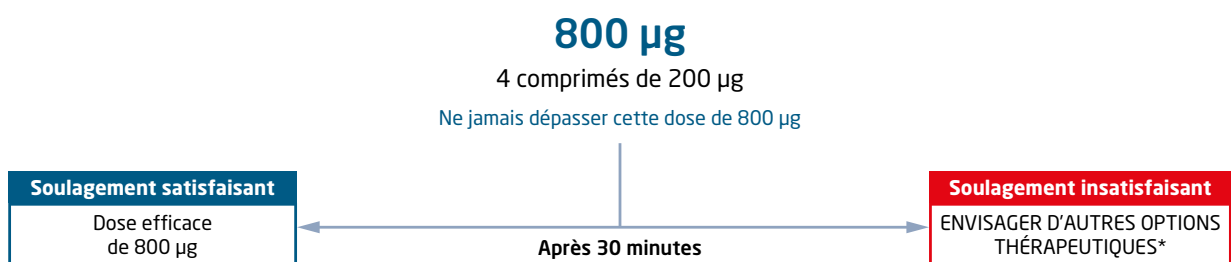 800 µg
4 comprimés de 200 µg
Ne jamais dépasser cette dose de 800 µg
Soulagement satisfaisant
Dose efficace
de 800 µg
Après 30 minutes
Soulagement insatisfaisant
ENVISAGER D'AUTRES OPTIONS
THÉRAPEUTIQUES*